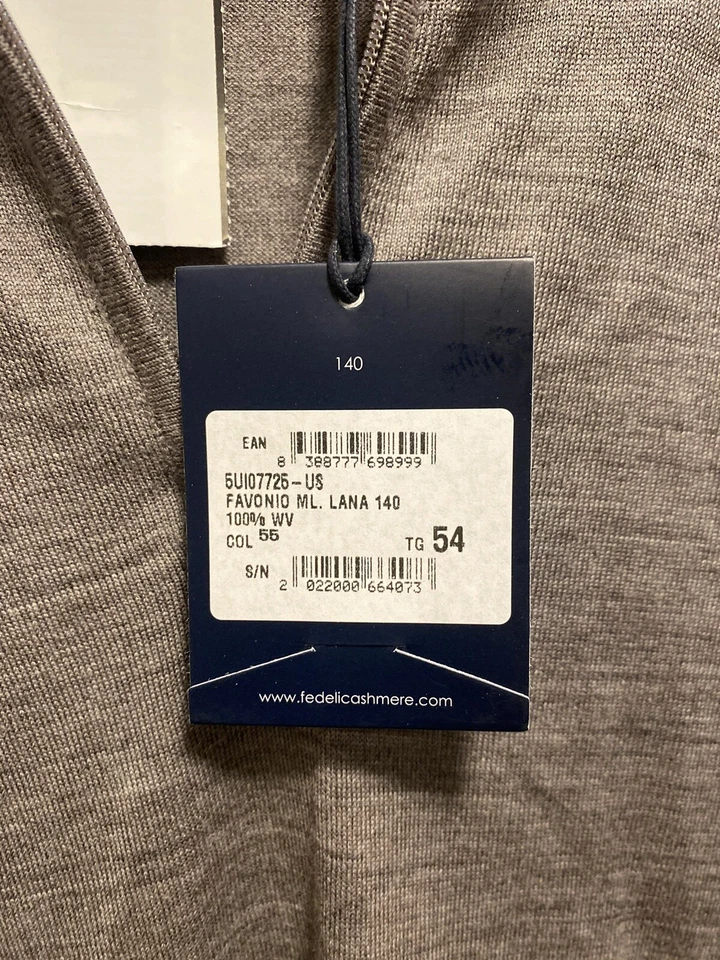 140
EAN
8 388777 698999
5UI07725-US
FAVONIO ML. LANA 140
100% WV
COL 55 TG 54
S/N
2 022000 664073
www.fedelicashmere.com